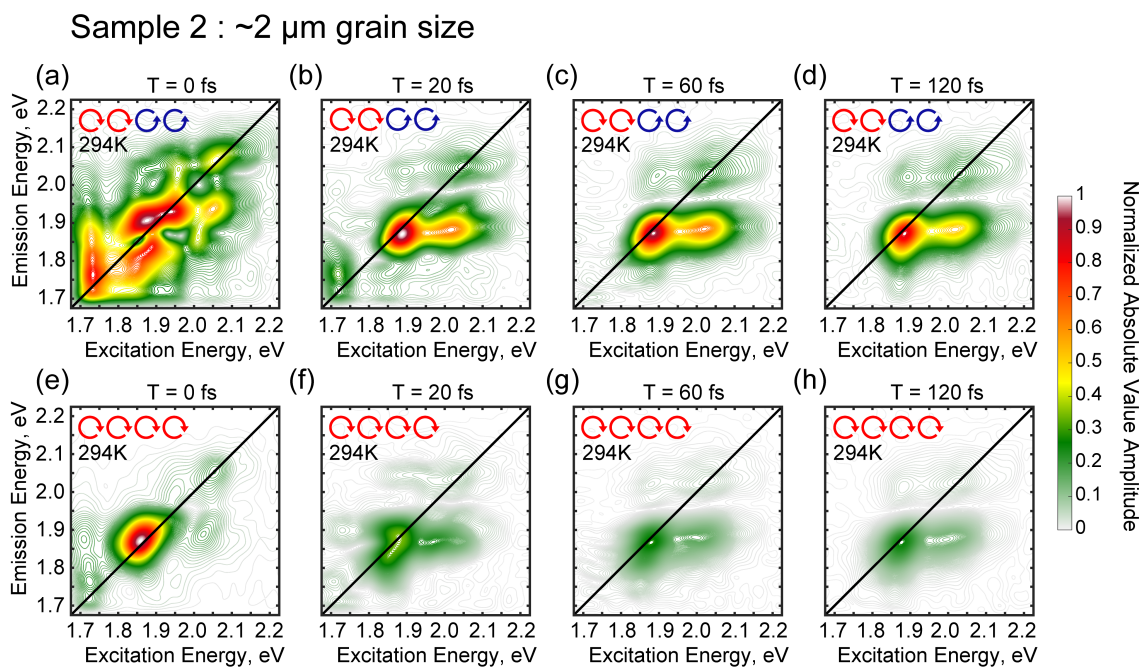 Sample 2 : ~2 µm grain size
(a) T = 0 fs (b) T = 20 fs (c) T = 60 fs (d) T = 120 fs
294K 294K 294K 294K
Emission Energy, eV
2.2
2.1
2.0
1.9
1.8
1.7
1.7 1.8 1.9 2.0 2.1 2.2 1.7 1.8 1.9 2.0 2.1 2.2 1.7 1.8 1.9 2.0 2.1 2.2 1.7 1.8 1.9 2.0 2.1 2.2
Excitation Energy, eV Excitation Energy, eV Excitation Energy, eV Excitation Energy, eV
(e) T = 0 fs (f) T = 20 fs (g) T = 60 fs (h) T = 120 fs
294K 294K 294K 294K
Emission Energy, eV
2.2
2.1
2.0
1.9
1.8
1.7
1.7 1.8 1.9 2.0 2.1 2.2 1.7 1.8 1.9 2.0 2.1 2.2 1.7 1.8 1.9 2.0 2.1 2.2 1.7 1.8 1.9 2.0 2.1 2.2
Excitation Energy, eV Excitation Energy, eV Excitation Energy, eV Excitation Energy, eV
1
0.9
0.8
0.7
0.6
0.5
0.4
0.3
0.2
0.1
0
Normalized Absolute Value Amplitude